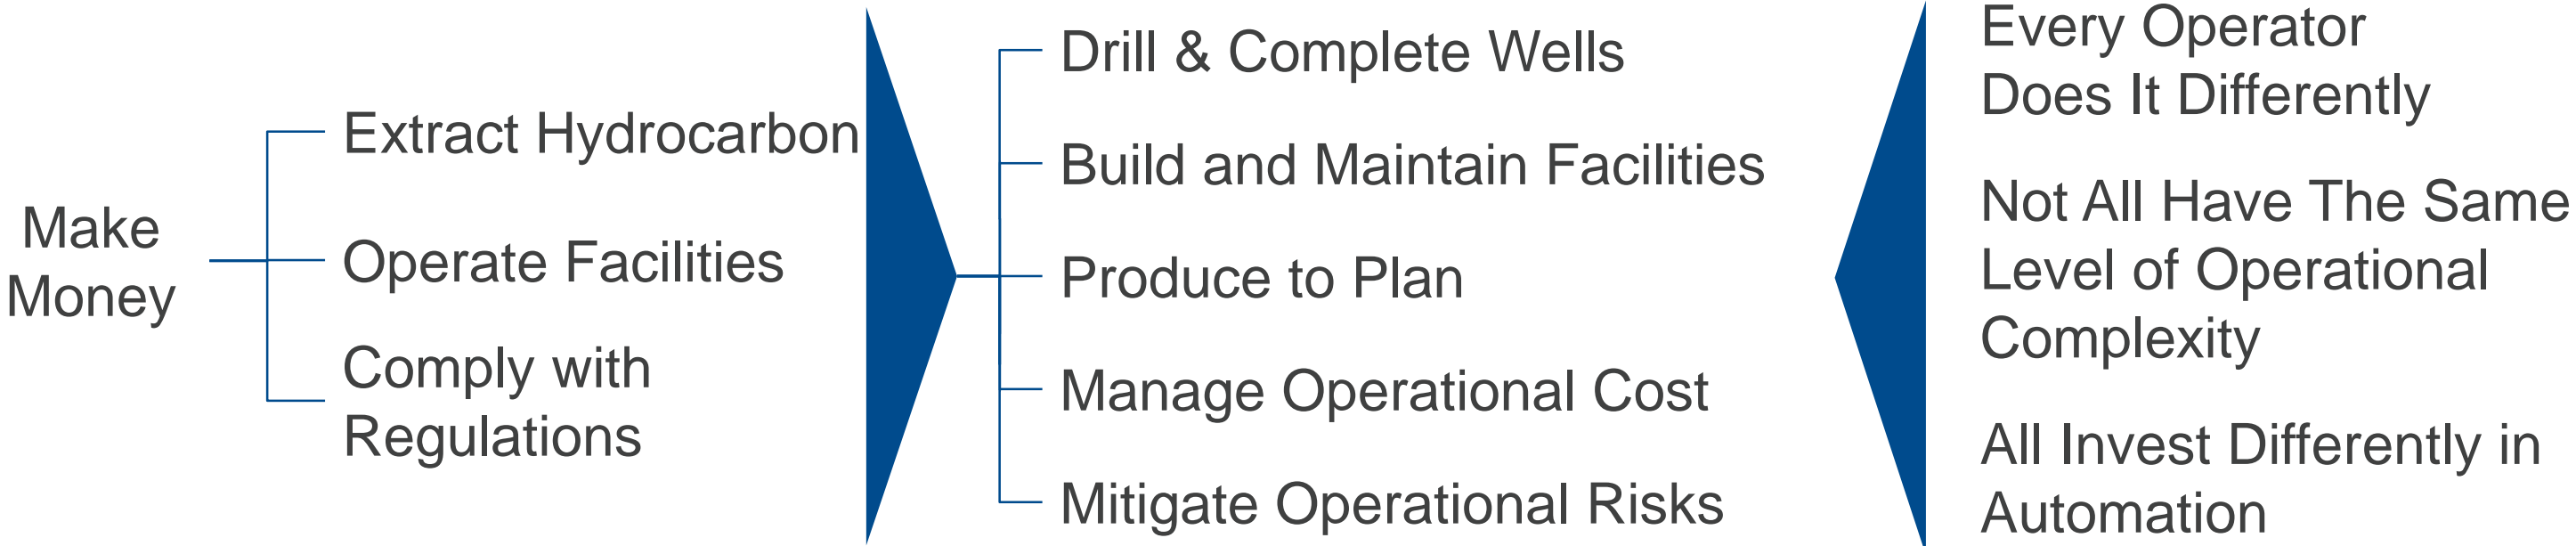 Make
Money
Extract Hydrocarbon
Operate Facilities
Comply with
Regulations
Drill & Complete Wells
Build and Maintain Facilities
Produce to Plan
Manage Operational Cost
Mitigate Operational Risks
Every Operator
Does It Differently
Not All Have The Same
Level of Operational
Complexity
All Invest Differently in
Automation